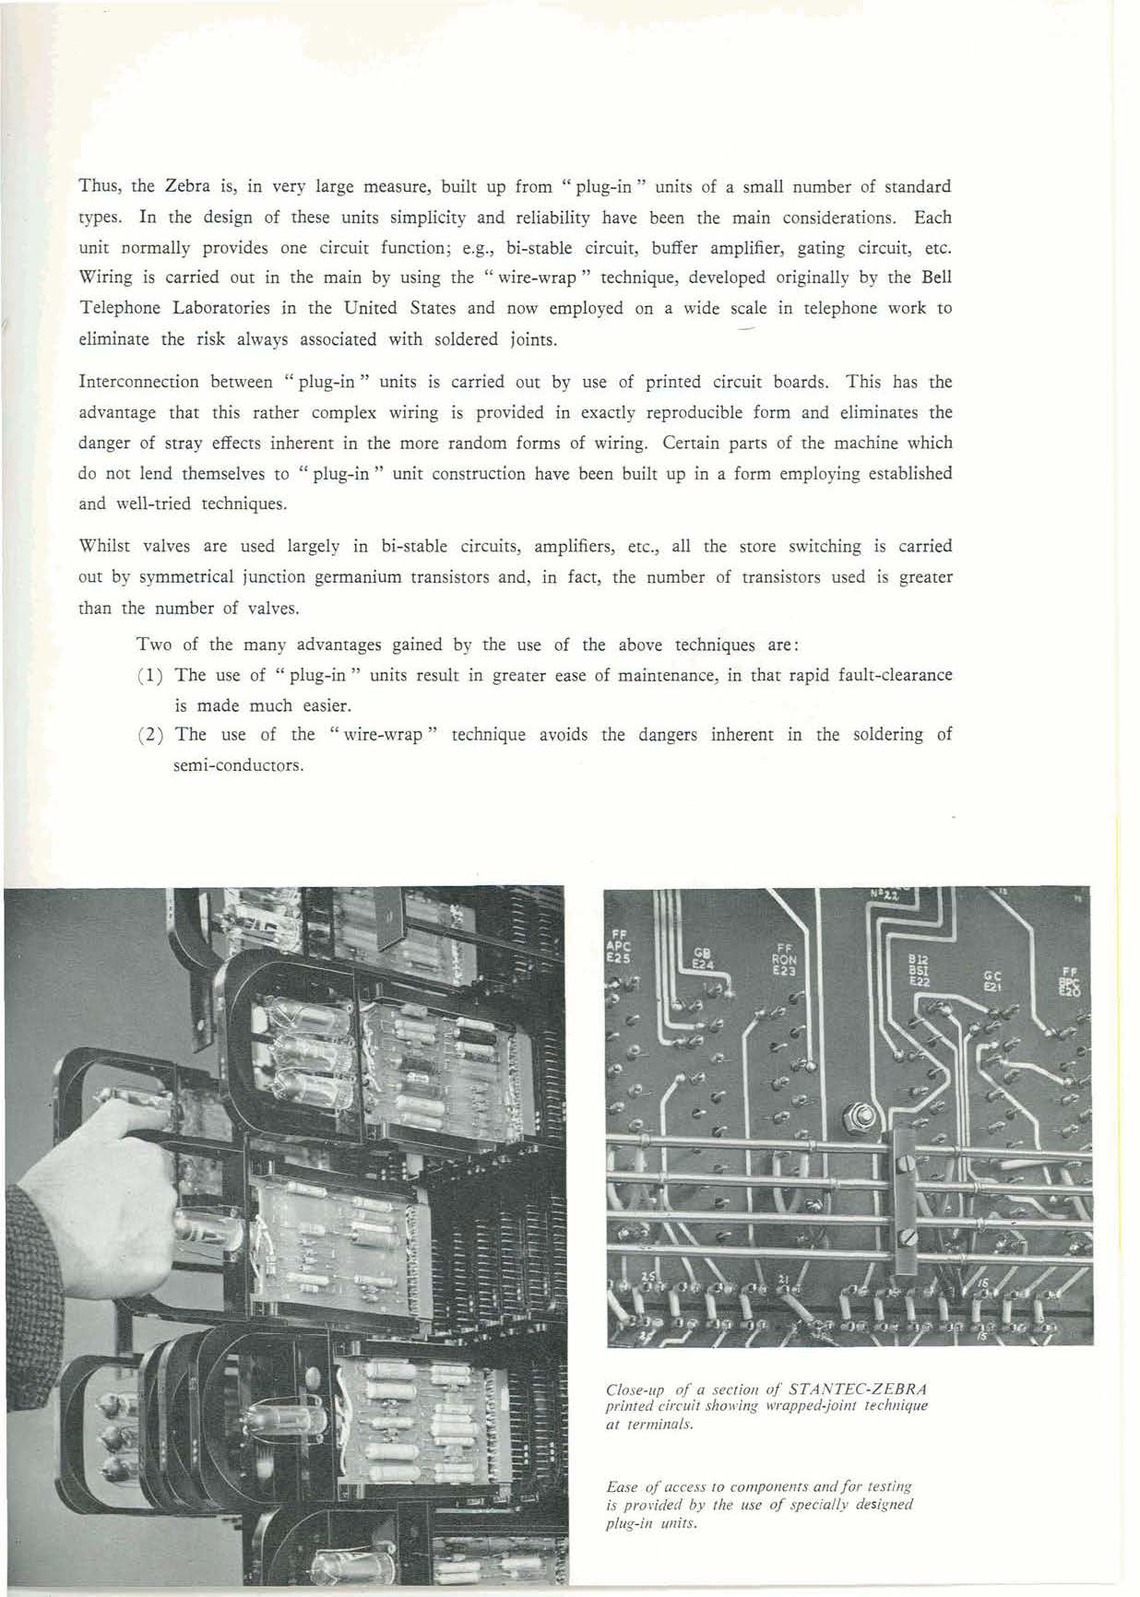 Thus, the Zebra is, in very large measure, built up from “ plug-in ” units of a small number of standard
types. In the design of these units simplicity and reliability have been the main considerations. Each
unit normally provides one circuit function; e.g., bi-stable circuit, buffer amplifier, gating circuit, etc.
Wiring is carried out in the main by using the “ wire-wrap ” technique, developed originally by the Bell
Telephone Laboratories in the United States and now employed on a wide scale in telephone work to
eliminate the risk always associated with soldered joints.
Interconnection between “ plug-in ” units is carried out by use of printed circuit boards. This has the
advantage that this rather complex wiring is provided in exactly reproducible form and eliminates the
danger of stray effects inherent in the more random forms of wiring. Certain parts of the machine which
do not lend themselves to “ plug-in ” unit construction have been built up in a form employing established
and well-tried techniques.
Whilst valves are used largely in bi-stable circuits, amplifiers, etc., all the store switching is carried
out by symmetrical junction germanium transistors and, in fact, the number of transistors used is greater
than the number of valves.
Two of the many advantages gained by the use of the above techniques are:
(1) The use of “ plug-in ” units result in greater ease of maintenance, in that rapid fault-clearance
is made much easier.
(2) The use of the “ wire-wrap ” technique avoids the dangers inherent in the soldering of
semi-conductors.
FF
APC
E25
GB
E24
FF
RON
E23
BSI
E22
GC
E21
FF
E20
25
21
16
15
Close-up of a section of STANTEC-ZEBRA
printed circuit showing wrapped-joint technique
at terminals.
Ease of access to components and for testing
is provided by the use of specially designed
plug-in units.